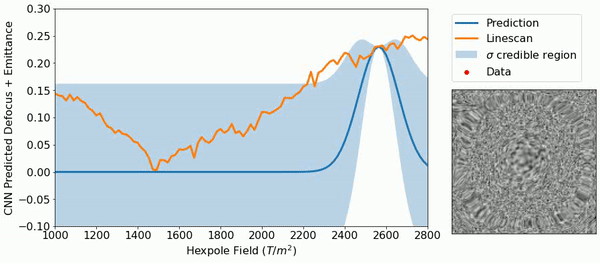 0.30
0.25
0.20
0.15
0.10
0.05
0.00
−0.05
−0.10
CNN Predicted Defocus + Emittance
1000 1200 1400 1600 1800 2000 2200 2400 2600 2800
Hexpole Field (T/m²)
Prediction
Linescan
σ credible region
Data